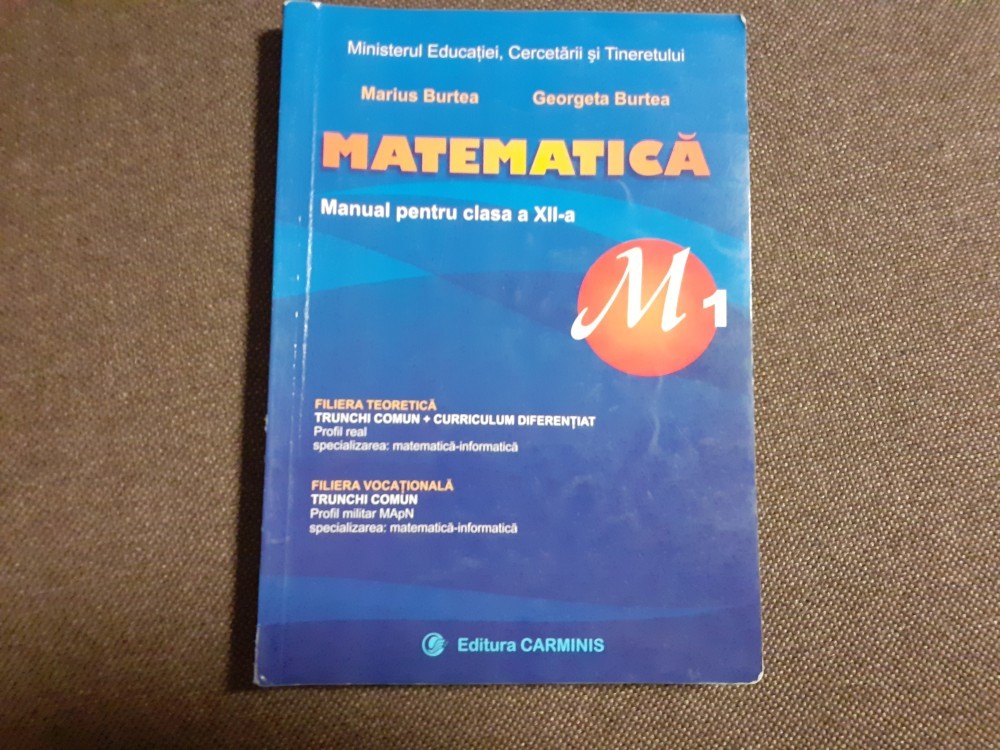 Ministerul Educației, Cercetării și Tineretului
Marius Burtea Georgeta Burtea
MATEMATICĂ
Manual pentru clasa a XII-a
M1
FILIERA TEORETICĂ
TRUNCHI COMUN + CURRICULUM DIFERENȚIAT
Profil real
specializarea: matematică-informatică
FILIERA VOCAȚIONALĂ
TRUNCHI COMUN
Profil militar MApN
specializarea: matematică-informatică
Editura CARMINIS